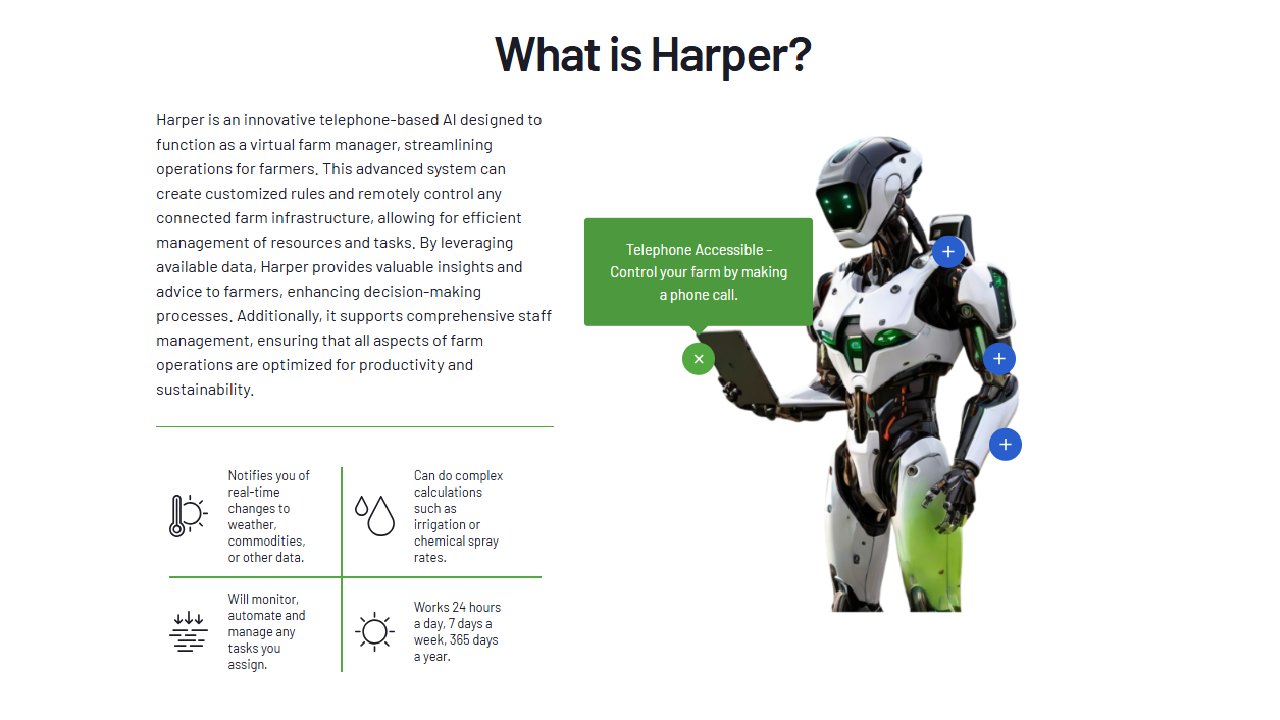 What is Harper?
Harper is an innovative telephone-based AI designed to
function as a virtual farm manager, streamlining
operations for farmers. This advanced system can
create customized rules and remotely control any
connected farm infrastructure, allowing for efficient
management of resources and tasks. By leveraging
available data, Harper provides valuable insights and
advice to farmers, enhancing decision-making
processes. Additionally, it supports comprehensive staff
management, ensuring that all aspects of farm
operations are optimized for productivity and
sustainability.
Telephone Accessible -
Control your farm by making
a phone call.
Notifies you of
real-time
changes to
weather,
commodities,
or other data.
Can do complex
calculations
such as
irrigation or
chemical spray
rates.
Will monitor,
automate and
manage any
tasks you
assign.
Works 24 hours
a day, 7 days a
week, 365 days
a year.